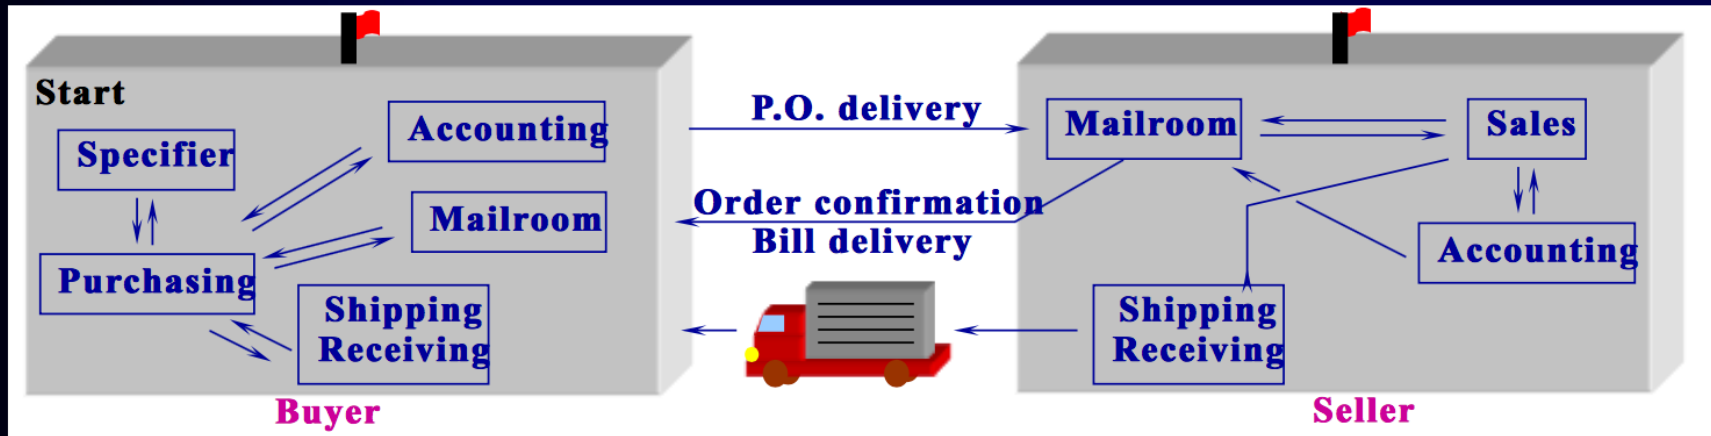 Start
Specifier
Accounting
Mailroom
Purchasing
Shipping
Receiving
Buyer
P.O. delivery
Order confirmation
Bill delivery
Mailroom
Sales
Accounting
Shipping
Receiving
Seller